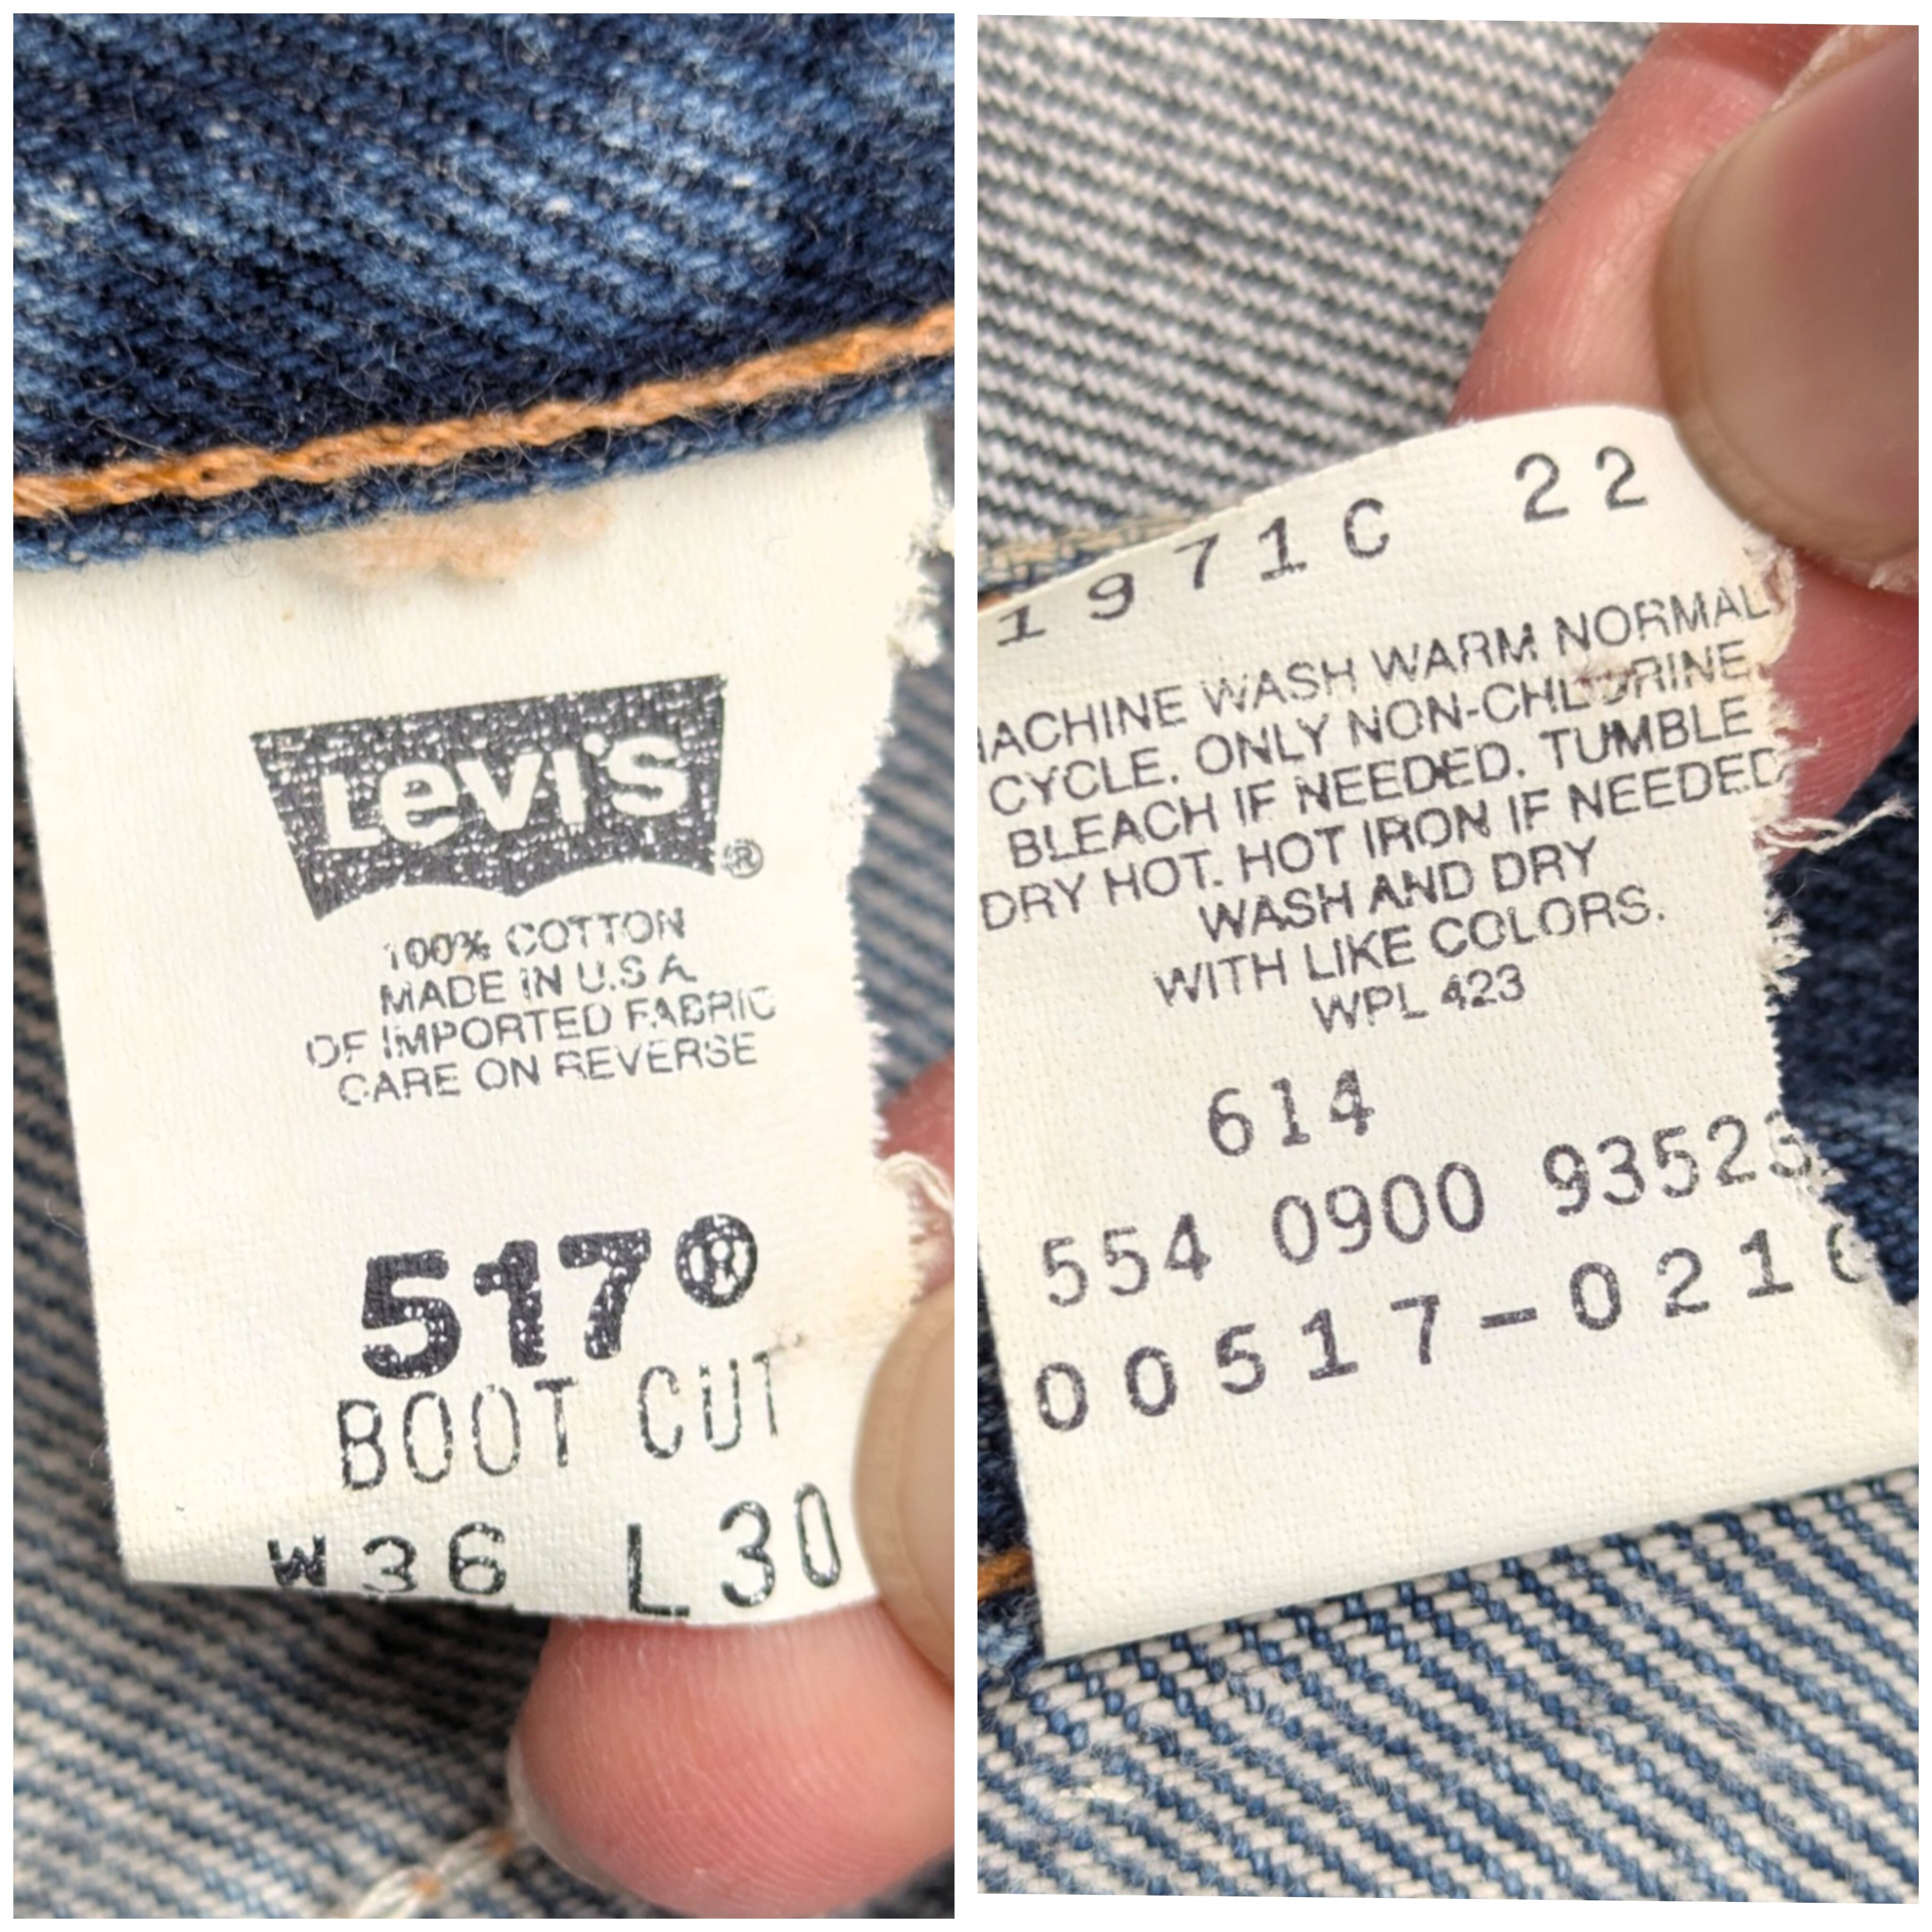 LEVI'S ®
100% COTTON
MADE IN U.S.A.
OF IMPORTED FABRIC
CARE ON REVERSE
517®
BOOT CUT
W36 L30
1971C 22
MACHINE WASH WARM NORMAL
CYCLE. ONLY NON-CHLORINE
BLEACH IF NEEDED. TUMBLE
DRY HOT. HOT IRON IF NEEDED
WASH AND DRY
WITH LIKE COLORS.
WPL 423
614
554 0900 93523
00517-021